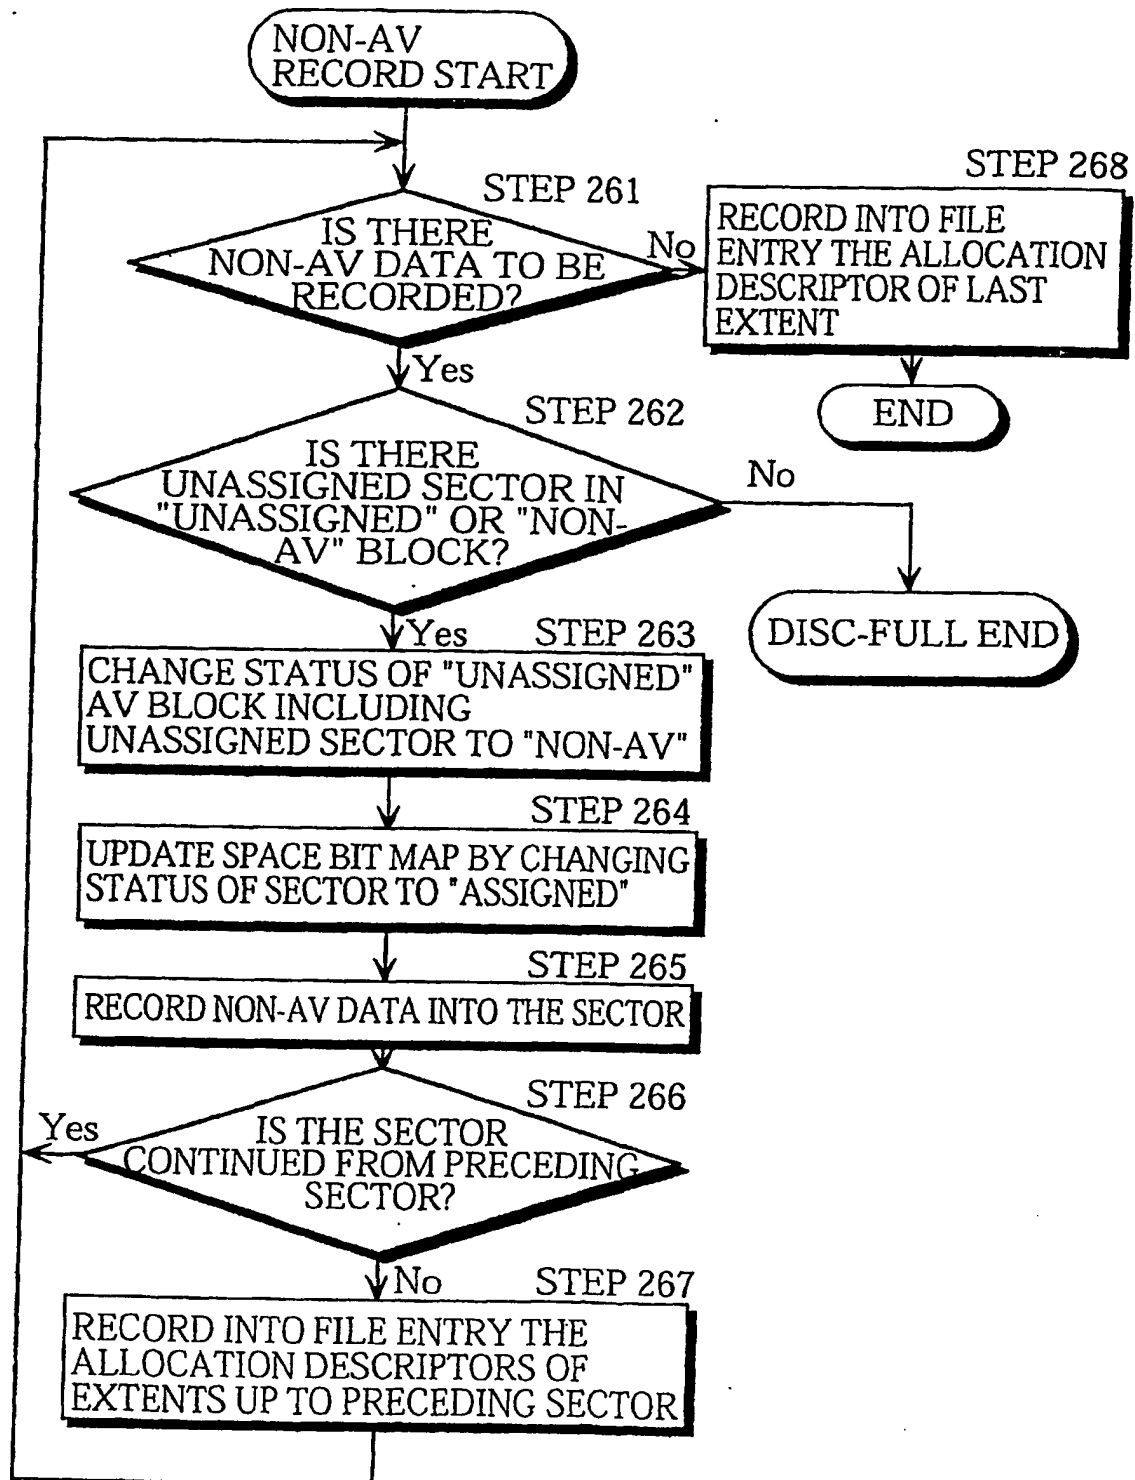 NON-AV
RECORD START
STEP 261
IS THERE
NON-AV DATA TO BE
RECORDED?
No
STEP 268
RECORD INTO FILE
ENTRY THE ALLOCATION
DESCRIPTOR OF LAST
EXTENT
END
Yes
STEP 262
IS THERE
UNASSIGNED SECTOR IN
"UNASSIGNED" OR "NON-
AV" BLOCK?
No
DISC-FULL END
Yes
STEP 263
CHANGE STATUS OF "UNASSIGNED"
AV BLOCK INCLUDING
UNASSIGNED SECTOR TO "NON-AV"
STEP 264
UPDATE SPACE BIT MAP BY CHANGING
STATUS OF SECTOR TO "ASSIGNED"
STEP 265
RECORD NON-AV DATA INTO THE SECTOR
STEP 266
IS THE SECTOR
CONTINUED FROM PRECEDING
SECTOR?
Yes
No
STEP 267
RECORD INTO FILE ENTRY THE
ALLOCATION DESCRIPTORS OF
EXTENTS UP TO PRECEDING SECTOR